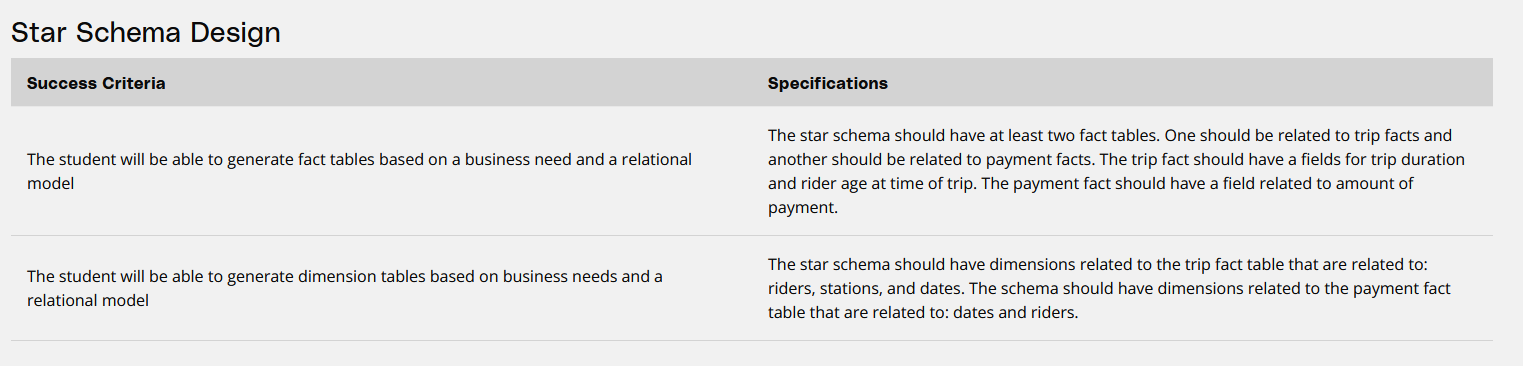 Star Schema Design
Success Criteria
Specifications
The student will be able to generate fact tables based on a business need and a relational
model
The star schema should have at least two fact tables. One should be related to trip facts and
another should be related to payment facts. The trip fact should have a fields for trip duration
and rider age at time of trip. The payment fact should have a field related to amount of
payment.
The student will be able to generate dimension tables based on business needs and a
relational model
The star schema should have dimensions related to the trip fact table that are related to:
riders, stations, and dates. The schema should have dimensions related to the payment fact
table that are related to: dates and riders.